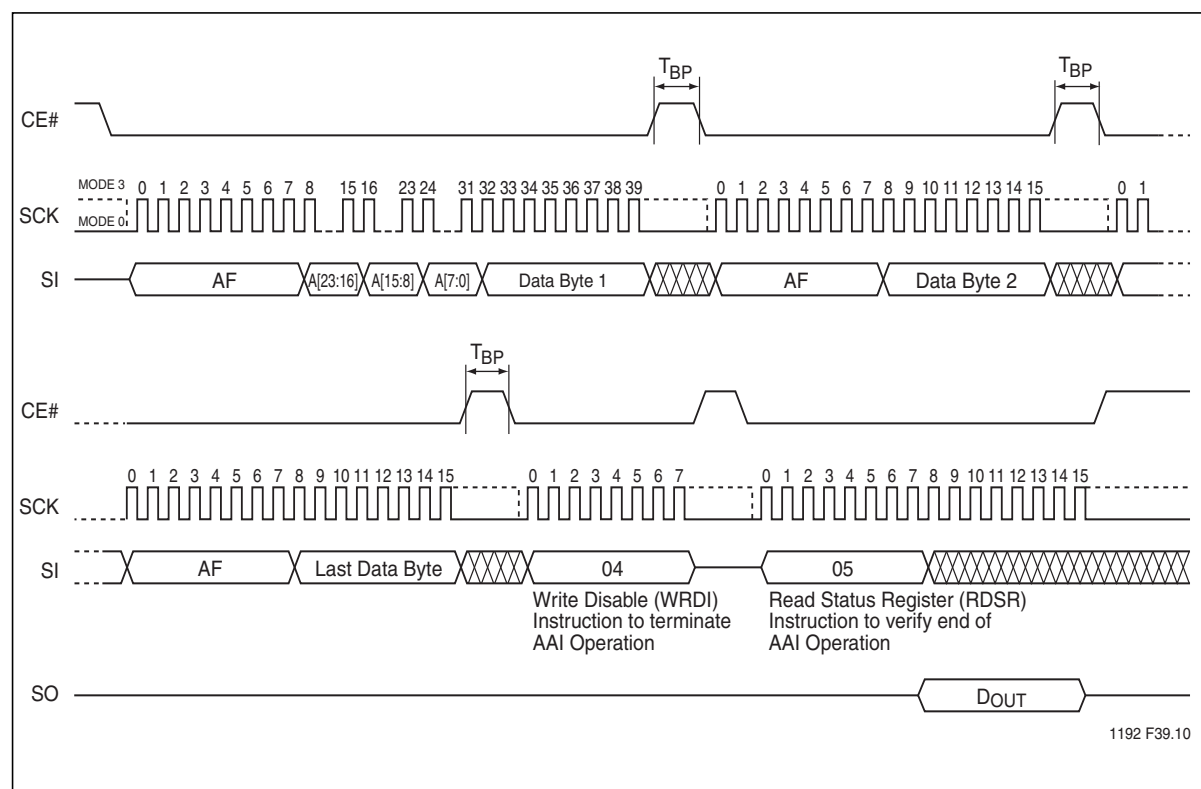 TBP TBP
CE#
MODE 3 0 1 2 3 4 5 6 7 8 15 16 23 24 31 32 33 34 35 36 37 38 39 0 1 2 3 4 5 6 7 8 9 10 11 12 13 14 15 0 1
SCK
MODE 0
SI AF A[23:16] A[15:8] A[7:0] Data Byte 1 AF Data Byte 2
TBP
CE#
0 1 2 3 4 5 6 7 8 9 10 11 12 13 14 15 0 1 2 3 4 5 6 7 0 1 2 3 4 5 6 7 8 9 10 11 12 13 14 15
SCK
SI AF Last Data Byte 04 05
Write Disable (WRDI)
Instruction to terminate
AAI Operation
Read Status Register (RDSR)
Instruction to verify end of
AAI Operation
SO DOUT
1192 F39.10